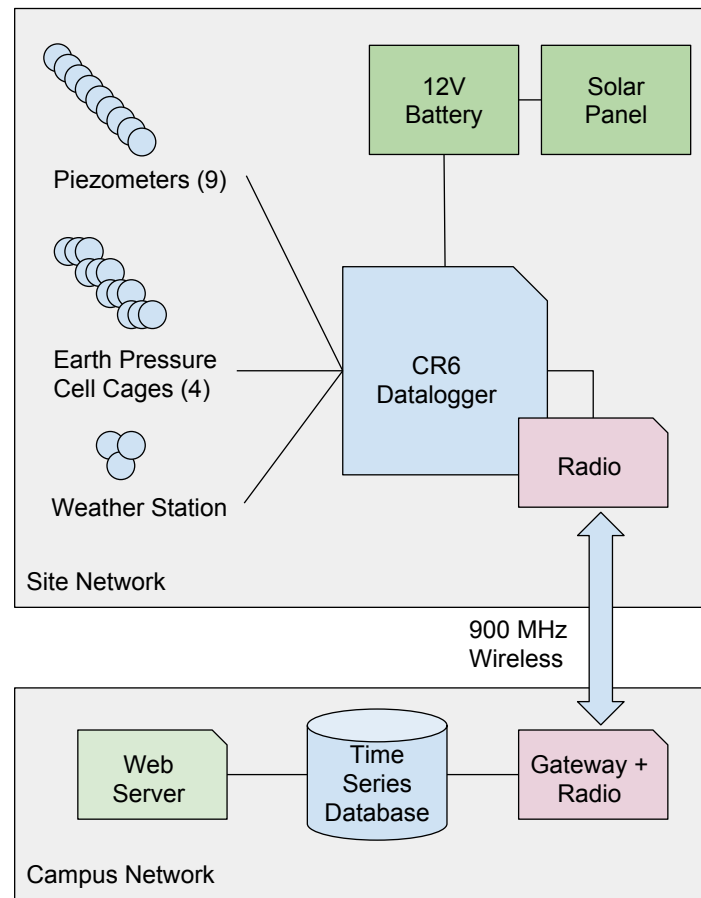 12V
Battery
Solar
Panel
Piezometers (9)
Earth Pressure
Cell Cages (4)
CR6
Datalogger
Radio
Weather Station
Site Network
900 MHz
Wireless
Web
Server
Time
Series
Database
Gateway +
Radio
Campus Network